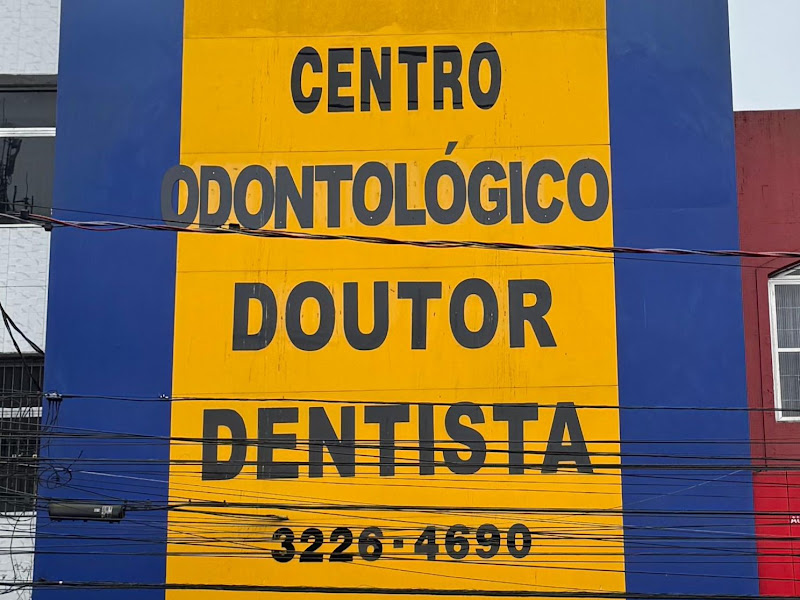 CENTRO
ODONTOLÓGICO
DOUTOR
DENTISTA
3226-4690